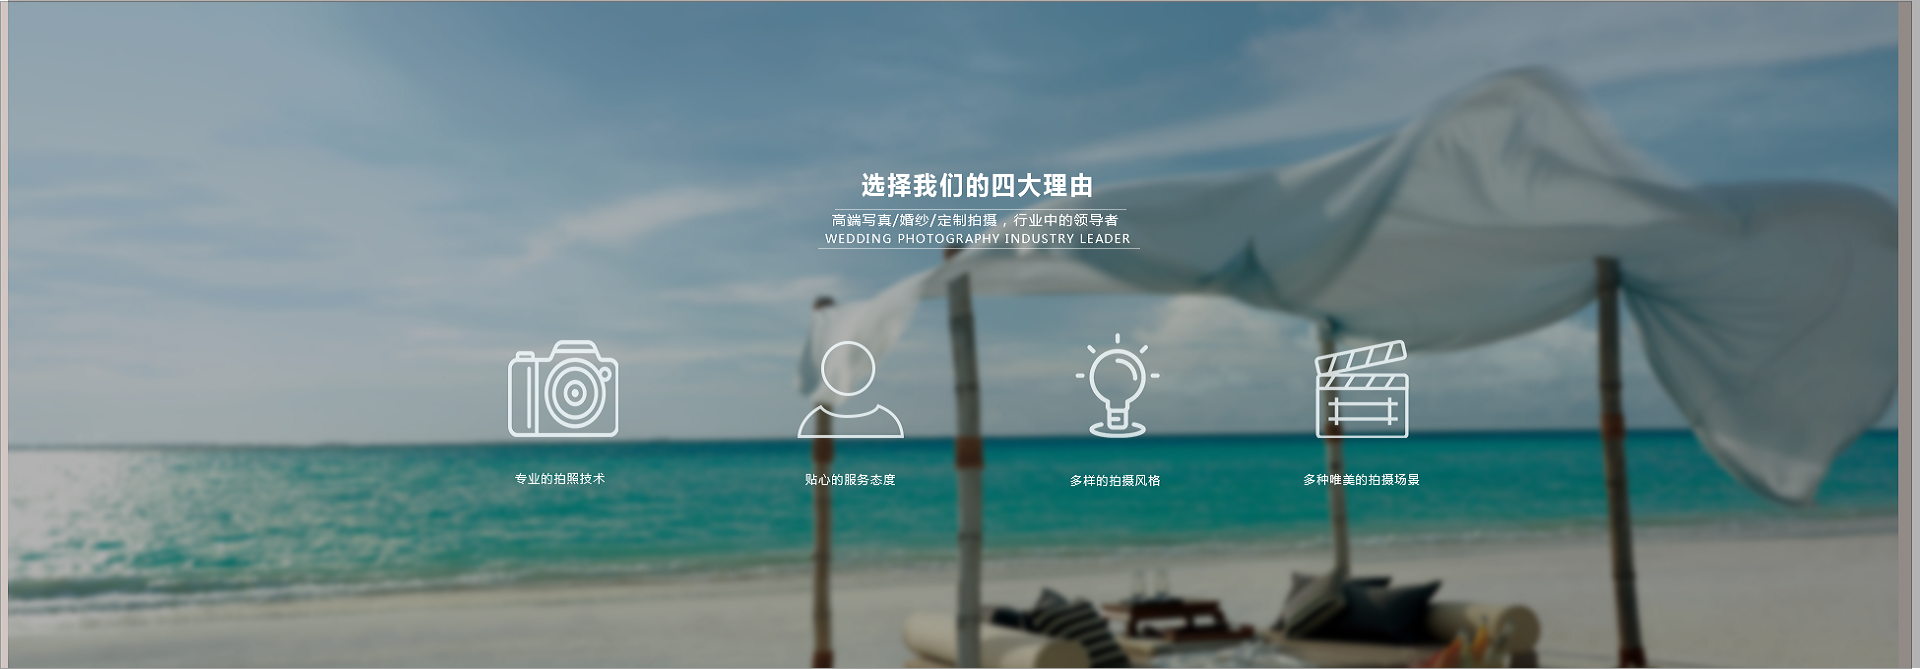 选择我们的四大理由
高端写真/婚纱/定制拍摄，行业中的领导者
WEDDING PHOTOGRAPHY INDUSTRY LEADER
专业的拍照技术
贴心的服务态度
多样的拍摄风格
多种唯美的拍摄场景